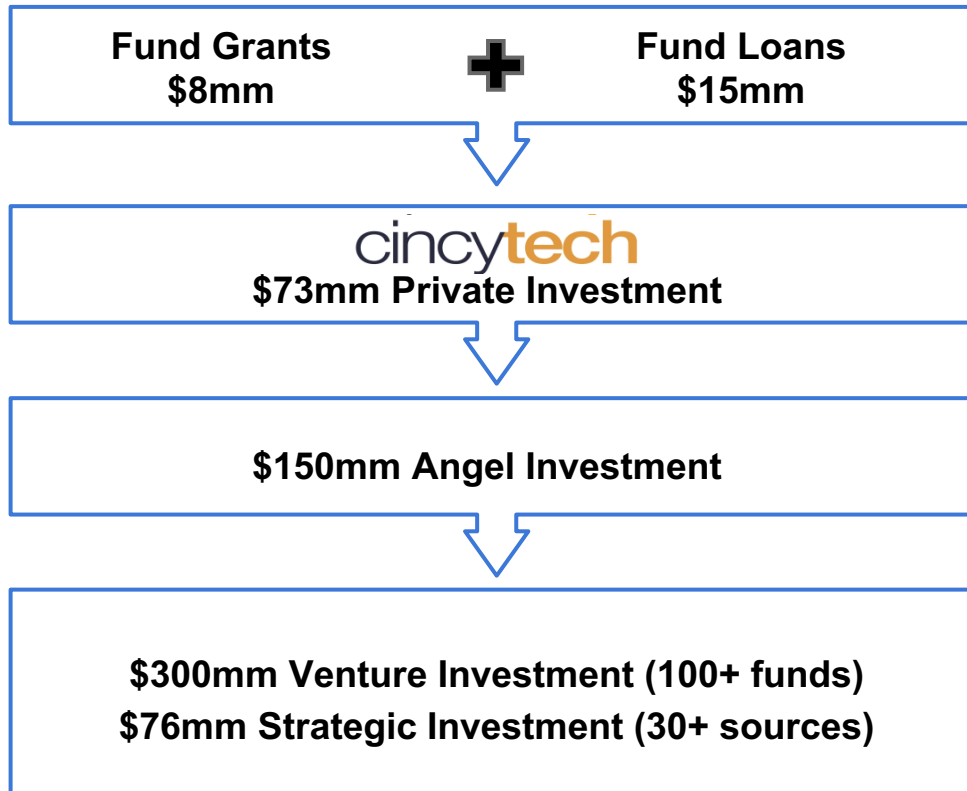 Fund Grants
$8mm
Fund Loans
$15mm
cincytech
$73mm Private Investment
$150mm Angel Investment
$300mm Venture Investment (100+ funds)
$76mm Strategic Investment (30+ sources)